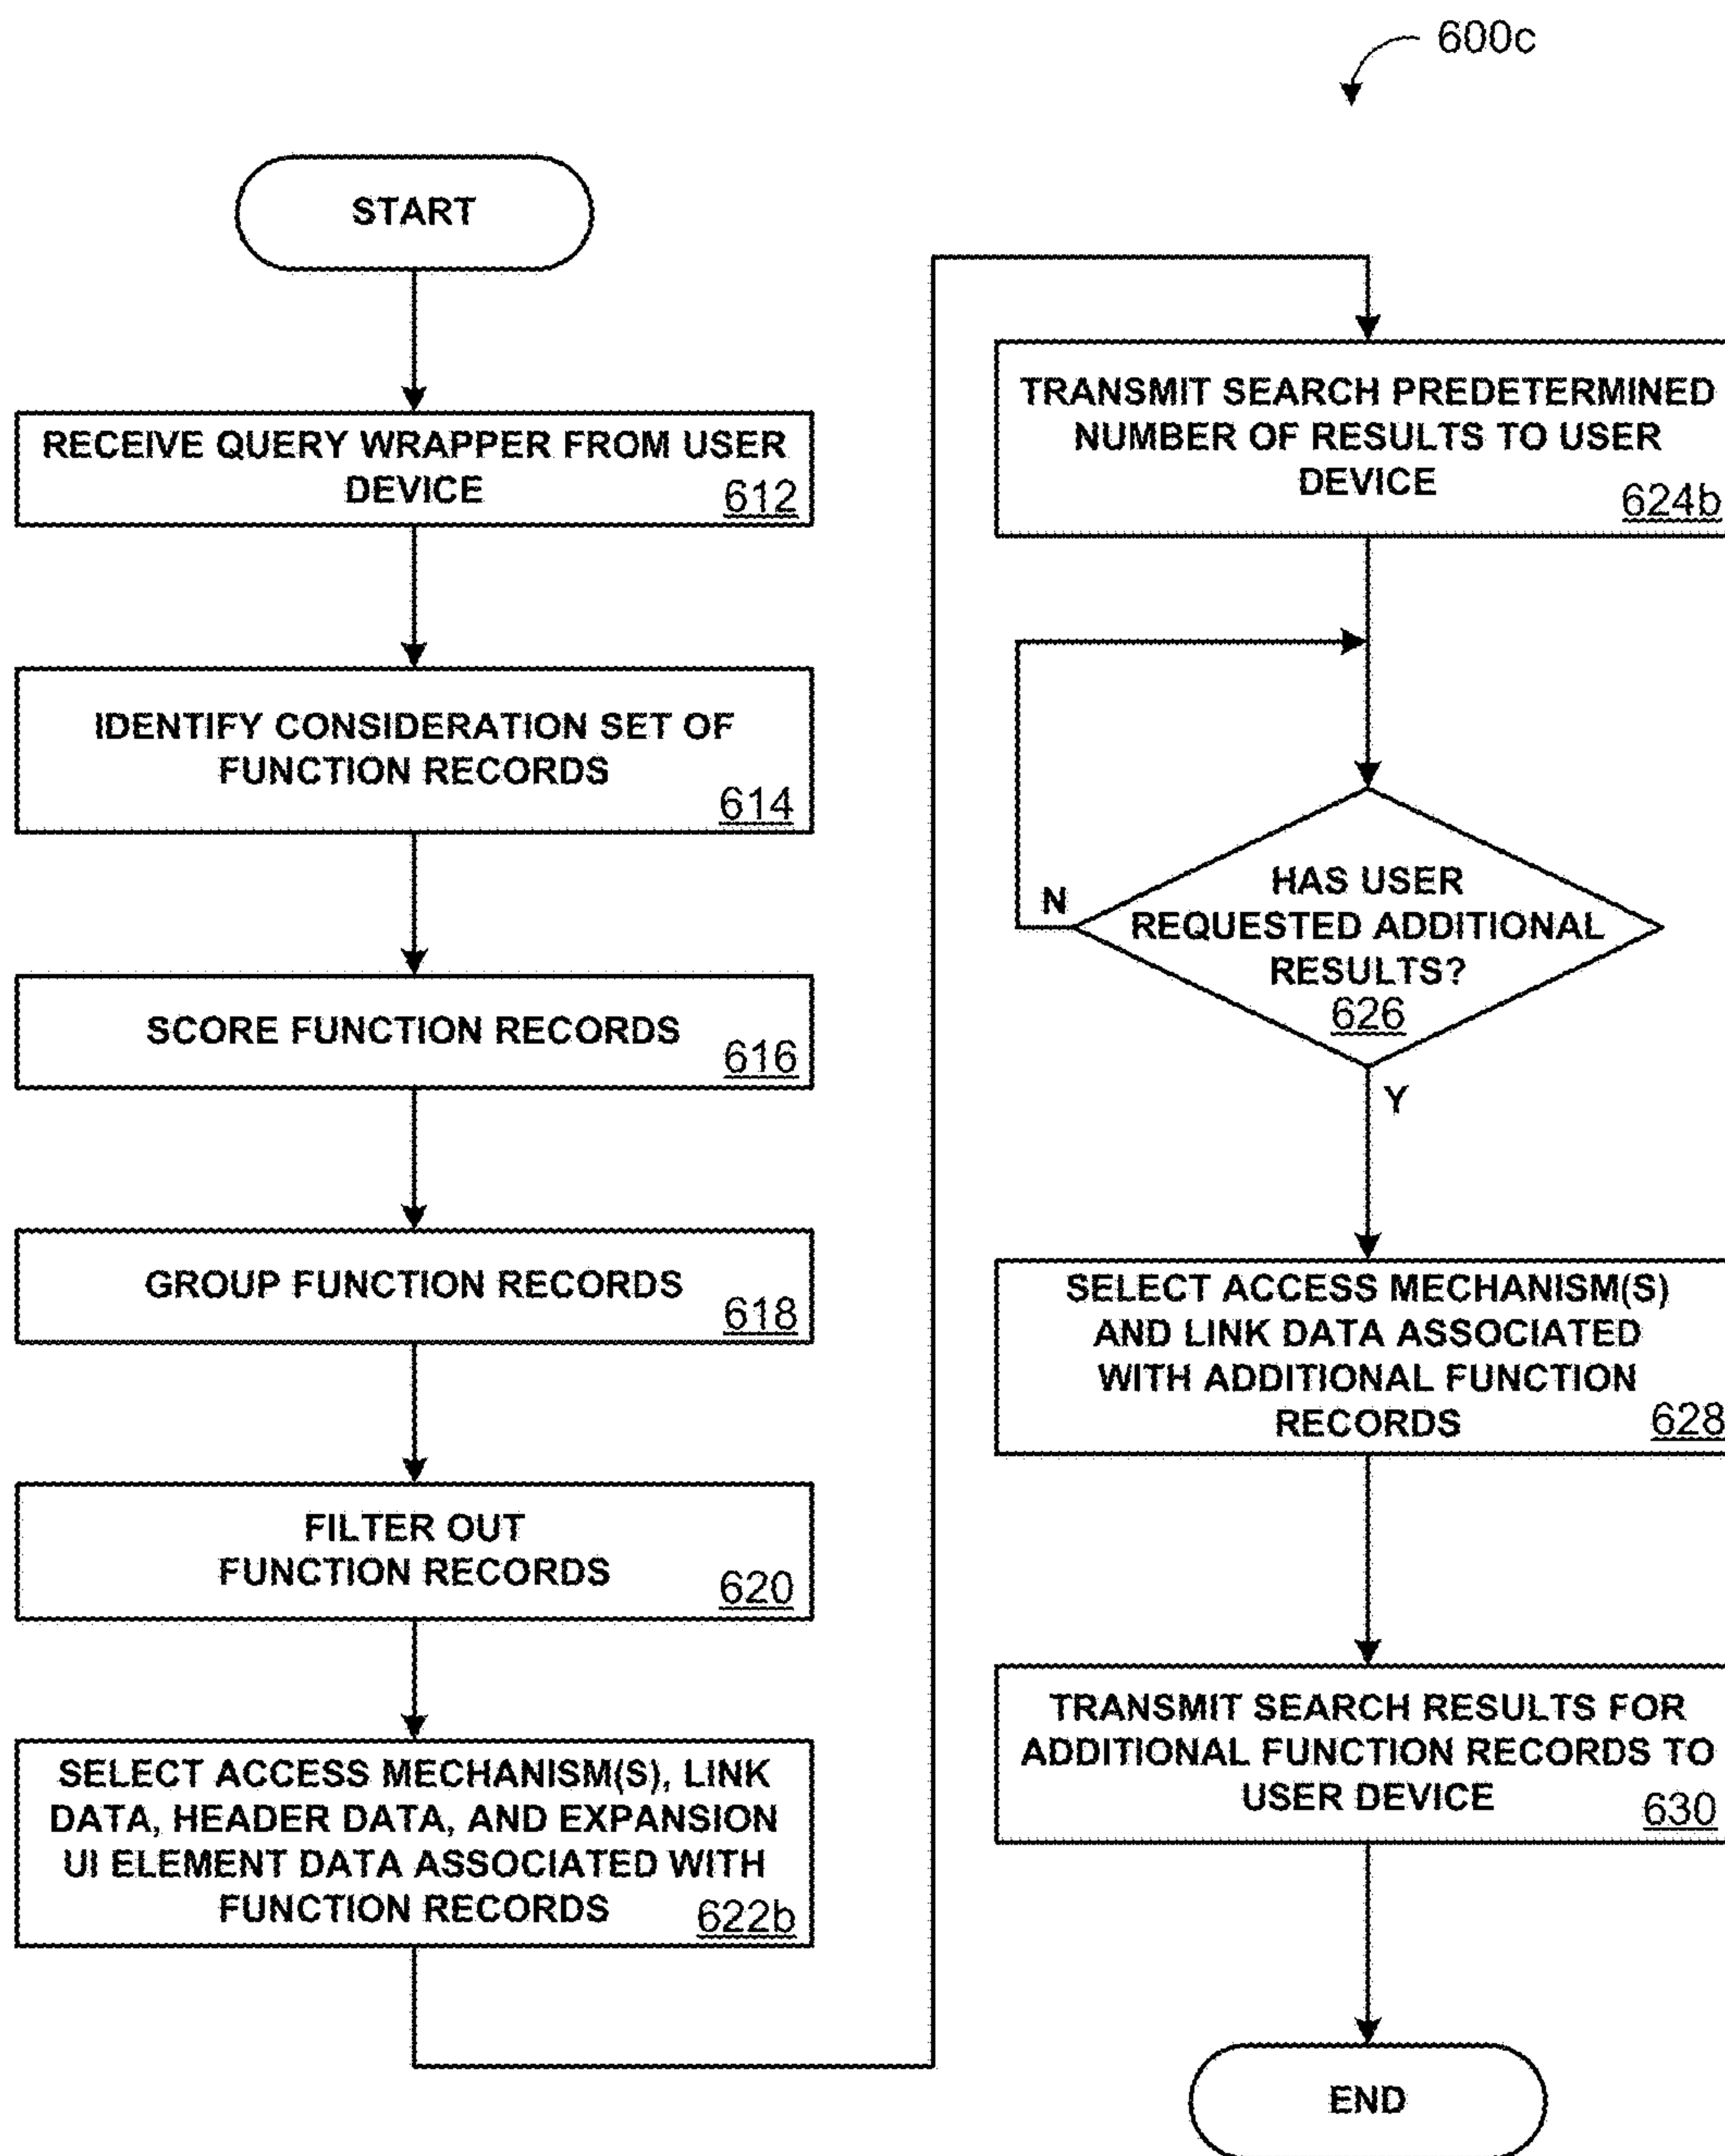 600c
START
RECEIVE QUERY WRAPPER FROM USER
DEVICE
612
IDENTIFY CONSIDERATION SET OF
FUNCTION RECORDS
614
SCORE FUNCTION RECORDS
616
GROUP FUNCTION RECORDS
618
FILTER OUT
FUNCTION RECORDS
620
SELECT ACCESS MECHANISM(S), LINK
DATA, HEADER DATA, AND EXPANSION
UI ELEMENT DATA ASSOCIATED WITH
FUNCTION RECORDS
622b
TRANSMIT SEARCH PREDETERMINED
NUMBER OF RESULTS TO USER
DEVICE
624b
HAS USER
REQUESTED ADDITIONAL
RESULTS?
626
N
Y
SELECT ACCESS MECHANISM(S)
AND LINK DATA ASSOCIATED
WITH ADDITIONAL FUNCTION
RECORDS
628
TRANSMIT SEARCH RESULTS FOR
ADDITIONAL FUNCTION RECORDS TO
USER DEVICE
630
END